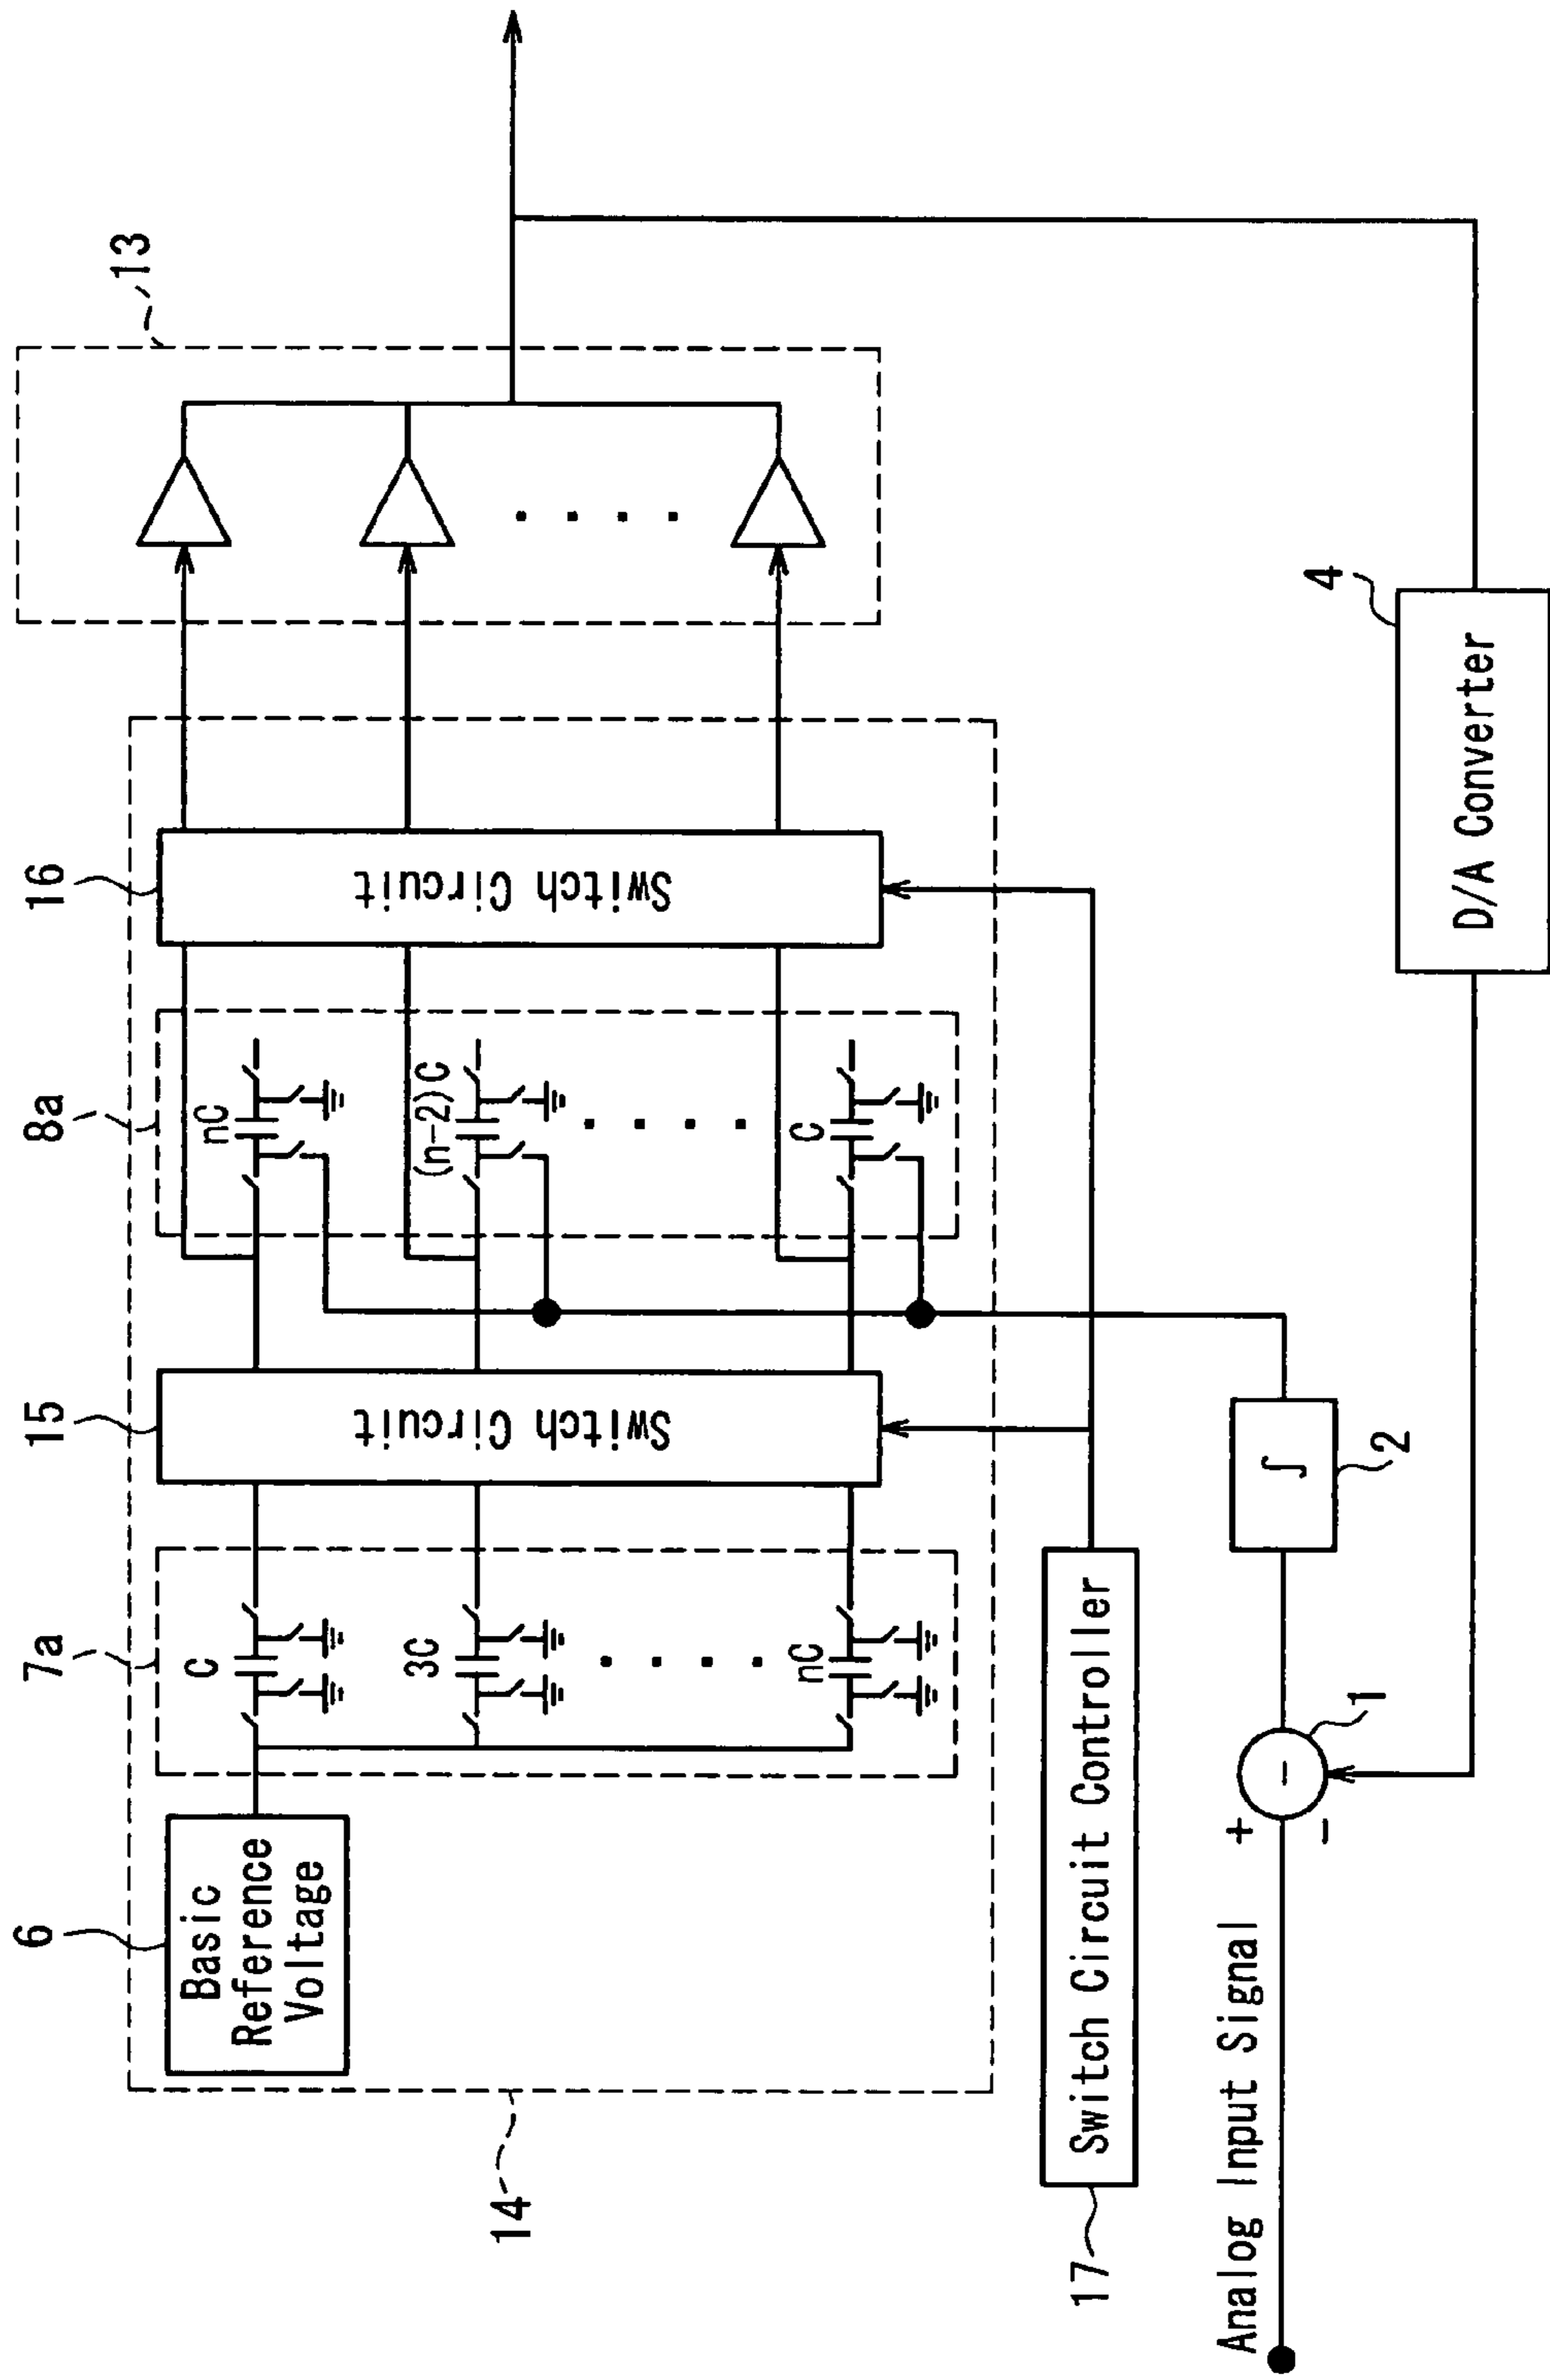 13
16
8a
15
7a
6
14
Switch Circuit
Switch Circuit
nC
(n-2)C
C
C
3C
nC
Basic
Reference
Voltage
Switch Circuit Controller
17
4
D/A Converter
∫
2
1
−
+
−
Analog Input Signal